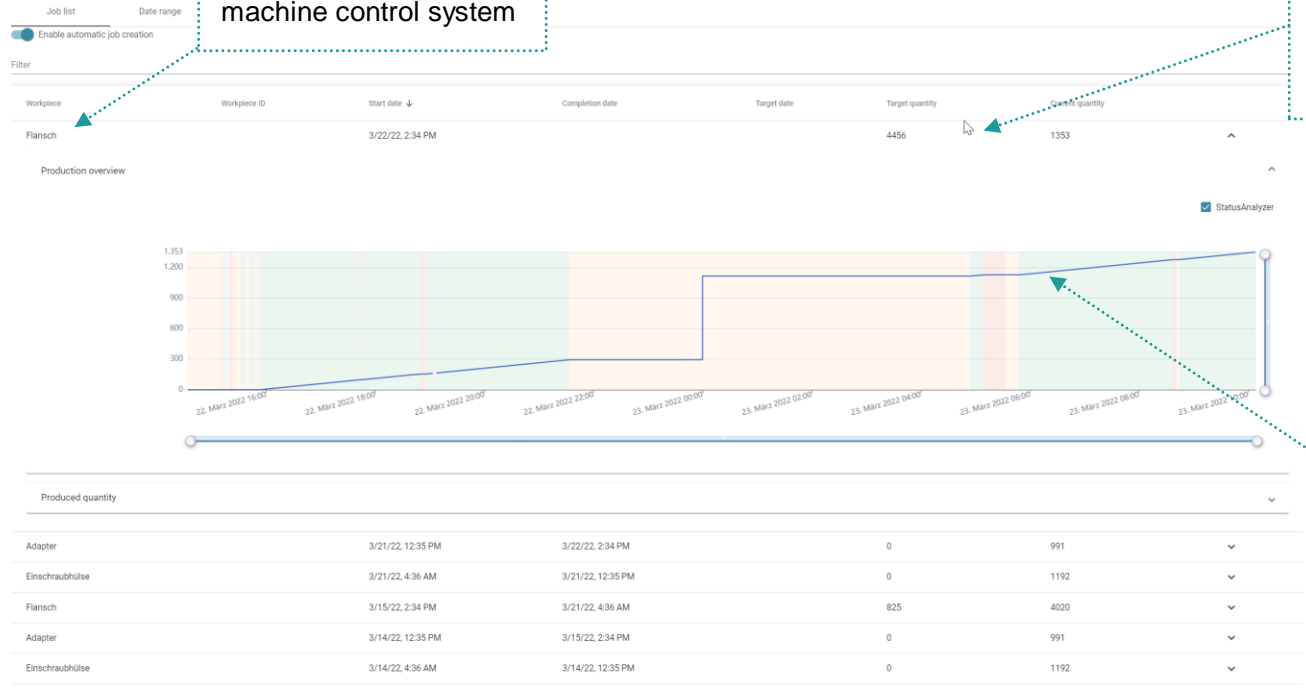 Job list Date range
machine control system
Enable automatic job creation
Filter
Workpiece Workpiece ID Start date ↓ Completion date Target date Target quantity Current quantity
Flansch 3/22/22, 2:34 PM 4456 1353
Production overview
StatusAnalyzer
1.353
1.200
900
600
300
0
22. März 2022 16:00 22. März 2022 18:00 22. März 2022 20:00 22. März 2022 22:00 23. März 2022 00:00 23. März 2022 02:00 23. März 2022 04:00 23. März 2022 06:00 23. März 2022 08:00 23. März 2022 10:00
Produced quantity
Adapter 3/21/22, 12:35 PM 3/22/22, 2:34 PM 0 991
Einschraubhülse 3/21/22, 4:36 AM 3/21/22, 12:35 PM 0 1192
Flansch 3/15/22, 2:34 PM 3/21/22, 4:36 AM 825 4020
Adapter 3/14/22, 12:35 PM 3/15/22, 2:34 PM 0 991
Einschraubhülse 3/14/22, 4:36 AM 3/14/22, 12:35 PM 0 1192